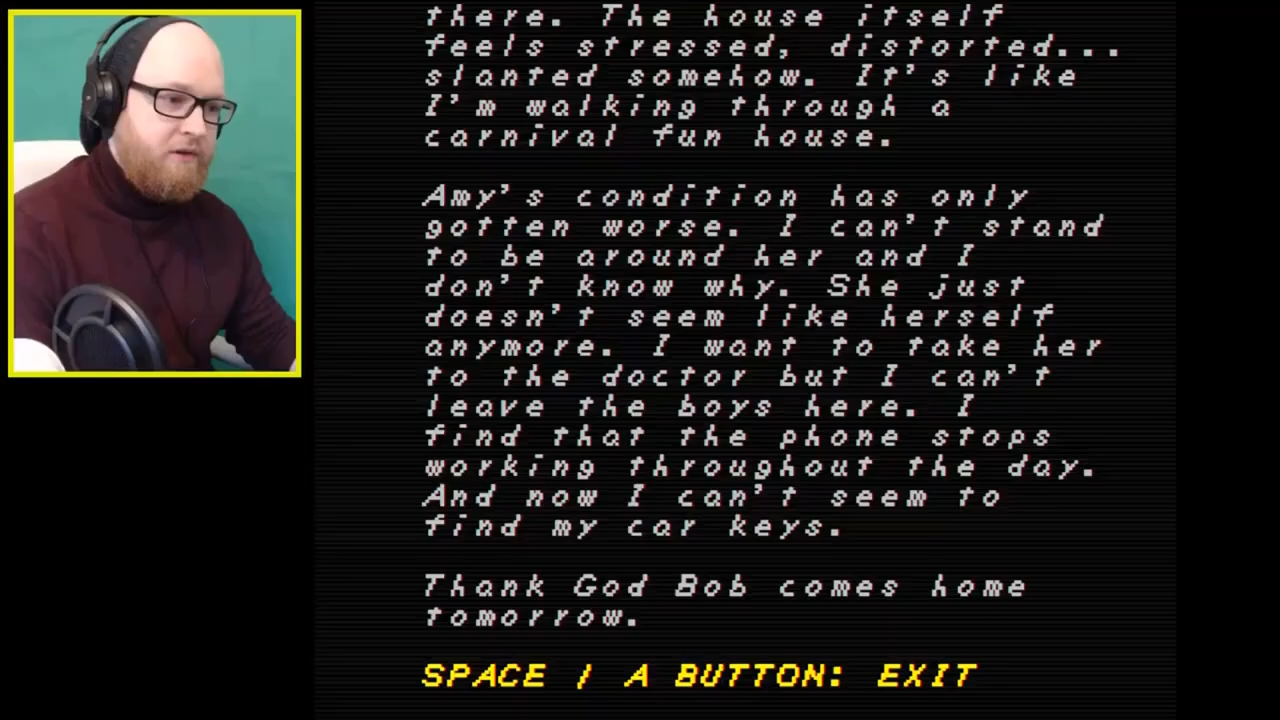 there. The house itself
feels stressed, distorted...
slanted somehow. It's like
I'm walking through a
carnival fun house.
Amy's condition has only
gotten worse. I can't stand
to be around her and I
don't know why. She just
doesn't seem like herself
anymore. I want to take her
to the doctor but I can't
leave the boys here. I
find that the phone stops
working throughout the day.
And now I can't seem to
find my car keys.
Thank God Bob comes home
tomorrow.
SPACE / A BUTTON: EXIT